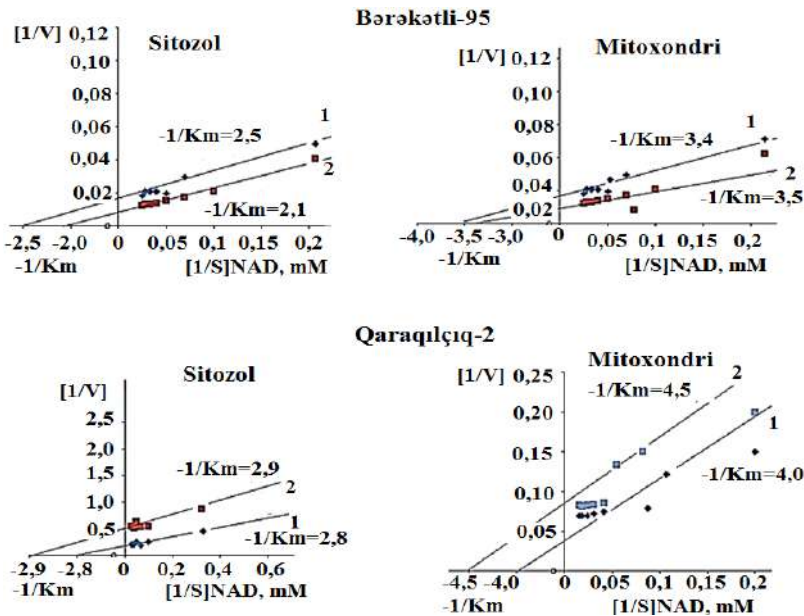 Bərəkətli-95
Sitozol
[1/V]
0,12
0,10
0,08
0,06
0,04
0,02
0,00
1
-1/Km=2,5
2
-1/Km=2,1
-2,5 -2,0 0 0,05 0,1 0,2
-1/Km
[1/S]NAD, mM
Mitoxondri
[1/V]
0,12
0,10
0,08
0,06
0,04
0,02
1
-1/Km=3,4
2
-1/Km=3,5
-4,0 -3,5 -3,0 0 0,05 0,1 0,2
-1/Km
[1/S]NAD, mM
Qaraqılçıq-2
Sitozol
[1/V]
2,5
2,0
1,5
1,0
0,5
-1/Km=2,9
2
1
-1/Km=2,8
-2,9 -2,8 0 0,2 0,4 0,6
-1/Km
[1/S]NAD, mM
Mitoxondri
[1/V] 0,25
0,20
0,15
0,10
0,05
0,00
2
-1/Km=4,5
1
-1/Km=4,0
-4,5 -4,0 0 0,05 0,1 0,2
-1/Km
[1/S]NAD, mM